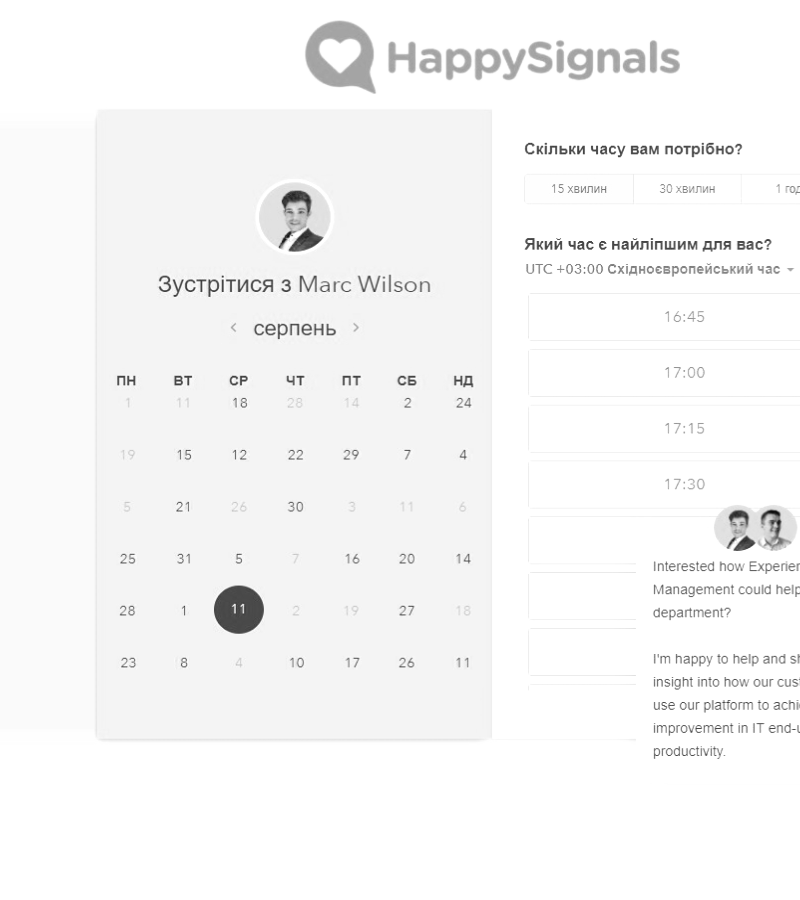 HappySignals
Зустрітися з Marc Wilson
серпень
ПН ВТ СР ЧТ ПТ СБ НД
1 11 18 28 14 2 24
19 15 12 22 29 7 4
5 21 26 30 3 11 6
25 31 5 7 16 20 14
28 1 11 2 19 27 18
23 8 4 10 17 26 11
Скільки часу вам потрібно?
15 хвилин 30 хвилин 1 год
Який час є найліпшим для вас?
UTC +03:00 Східноєвропейський час
16:45
17:00
17:15
17:30
Interested how Experien
Management could help
department?
I'm happy to help and sh
insight into how our cust
use our platform to achie
improvement in IT end-u
productivity.